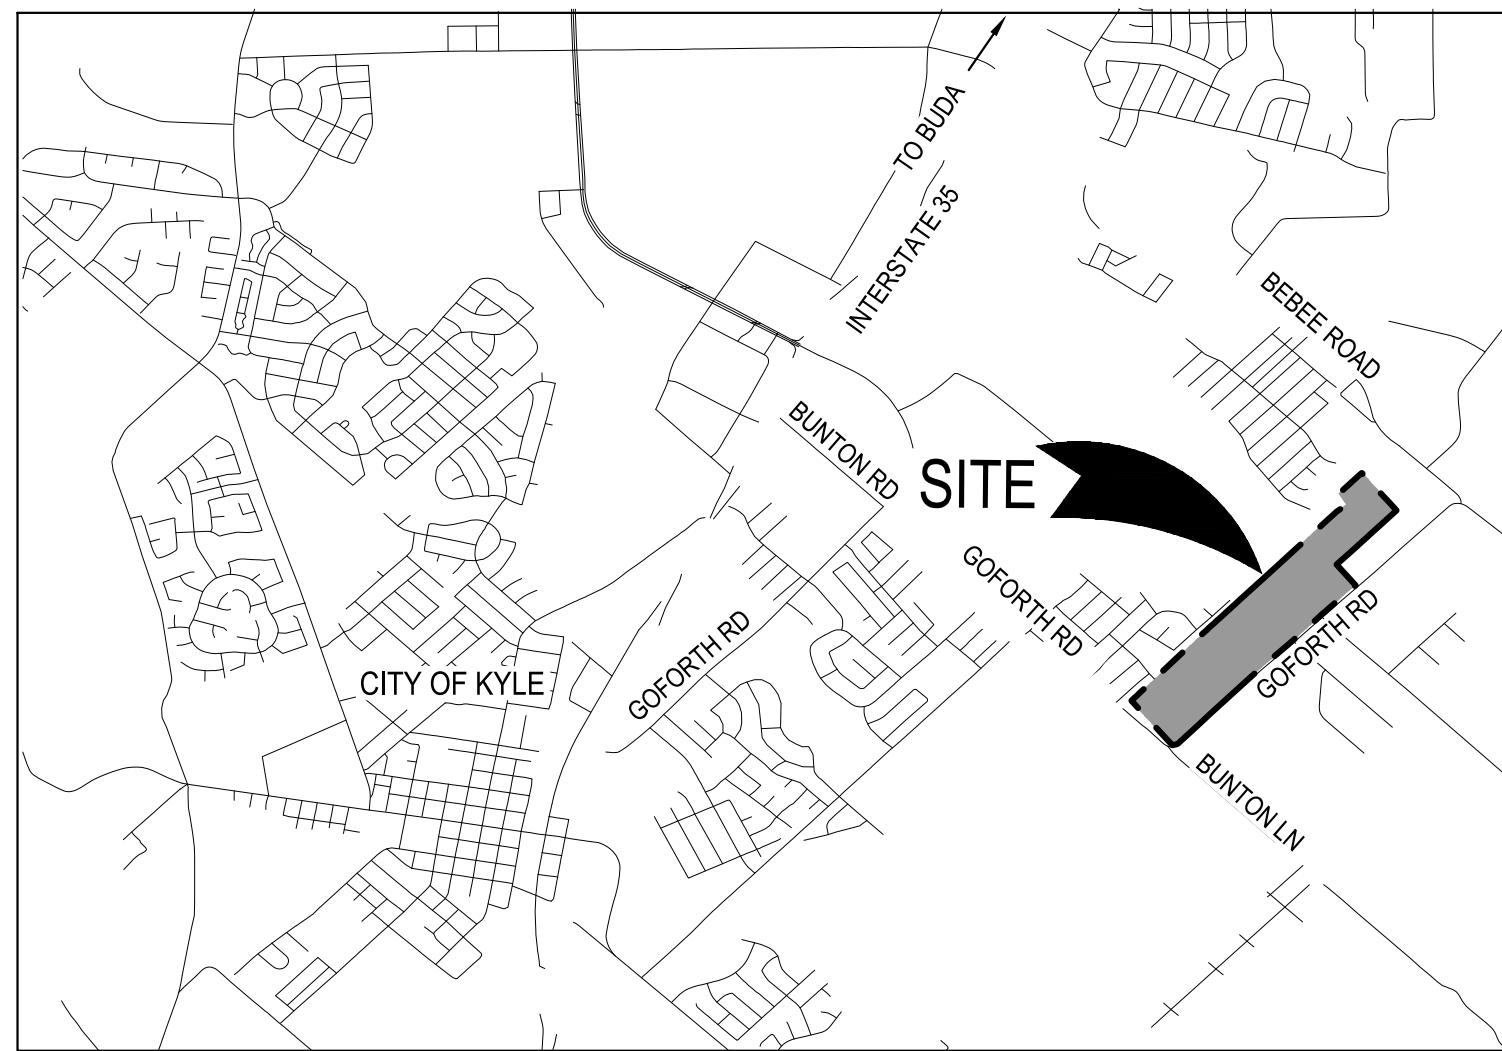 TO BUDA
INTERSTATE 35
BEBEE ROAD
BUNTON RD
SITE
GOFORTH RD
GOFORTH RD
GOFORTH RD
CITY OF KYLE
BUNTON LN